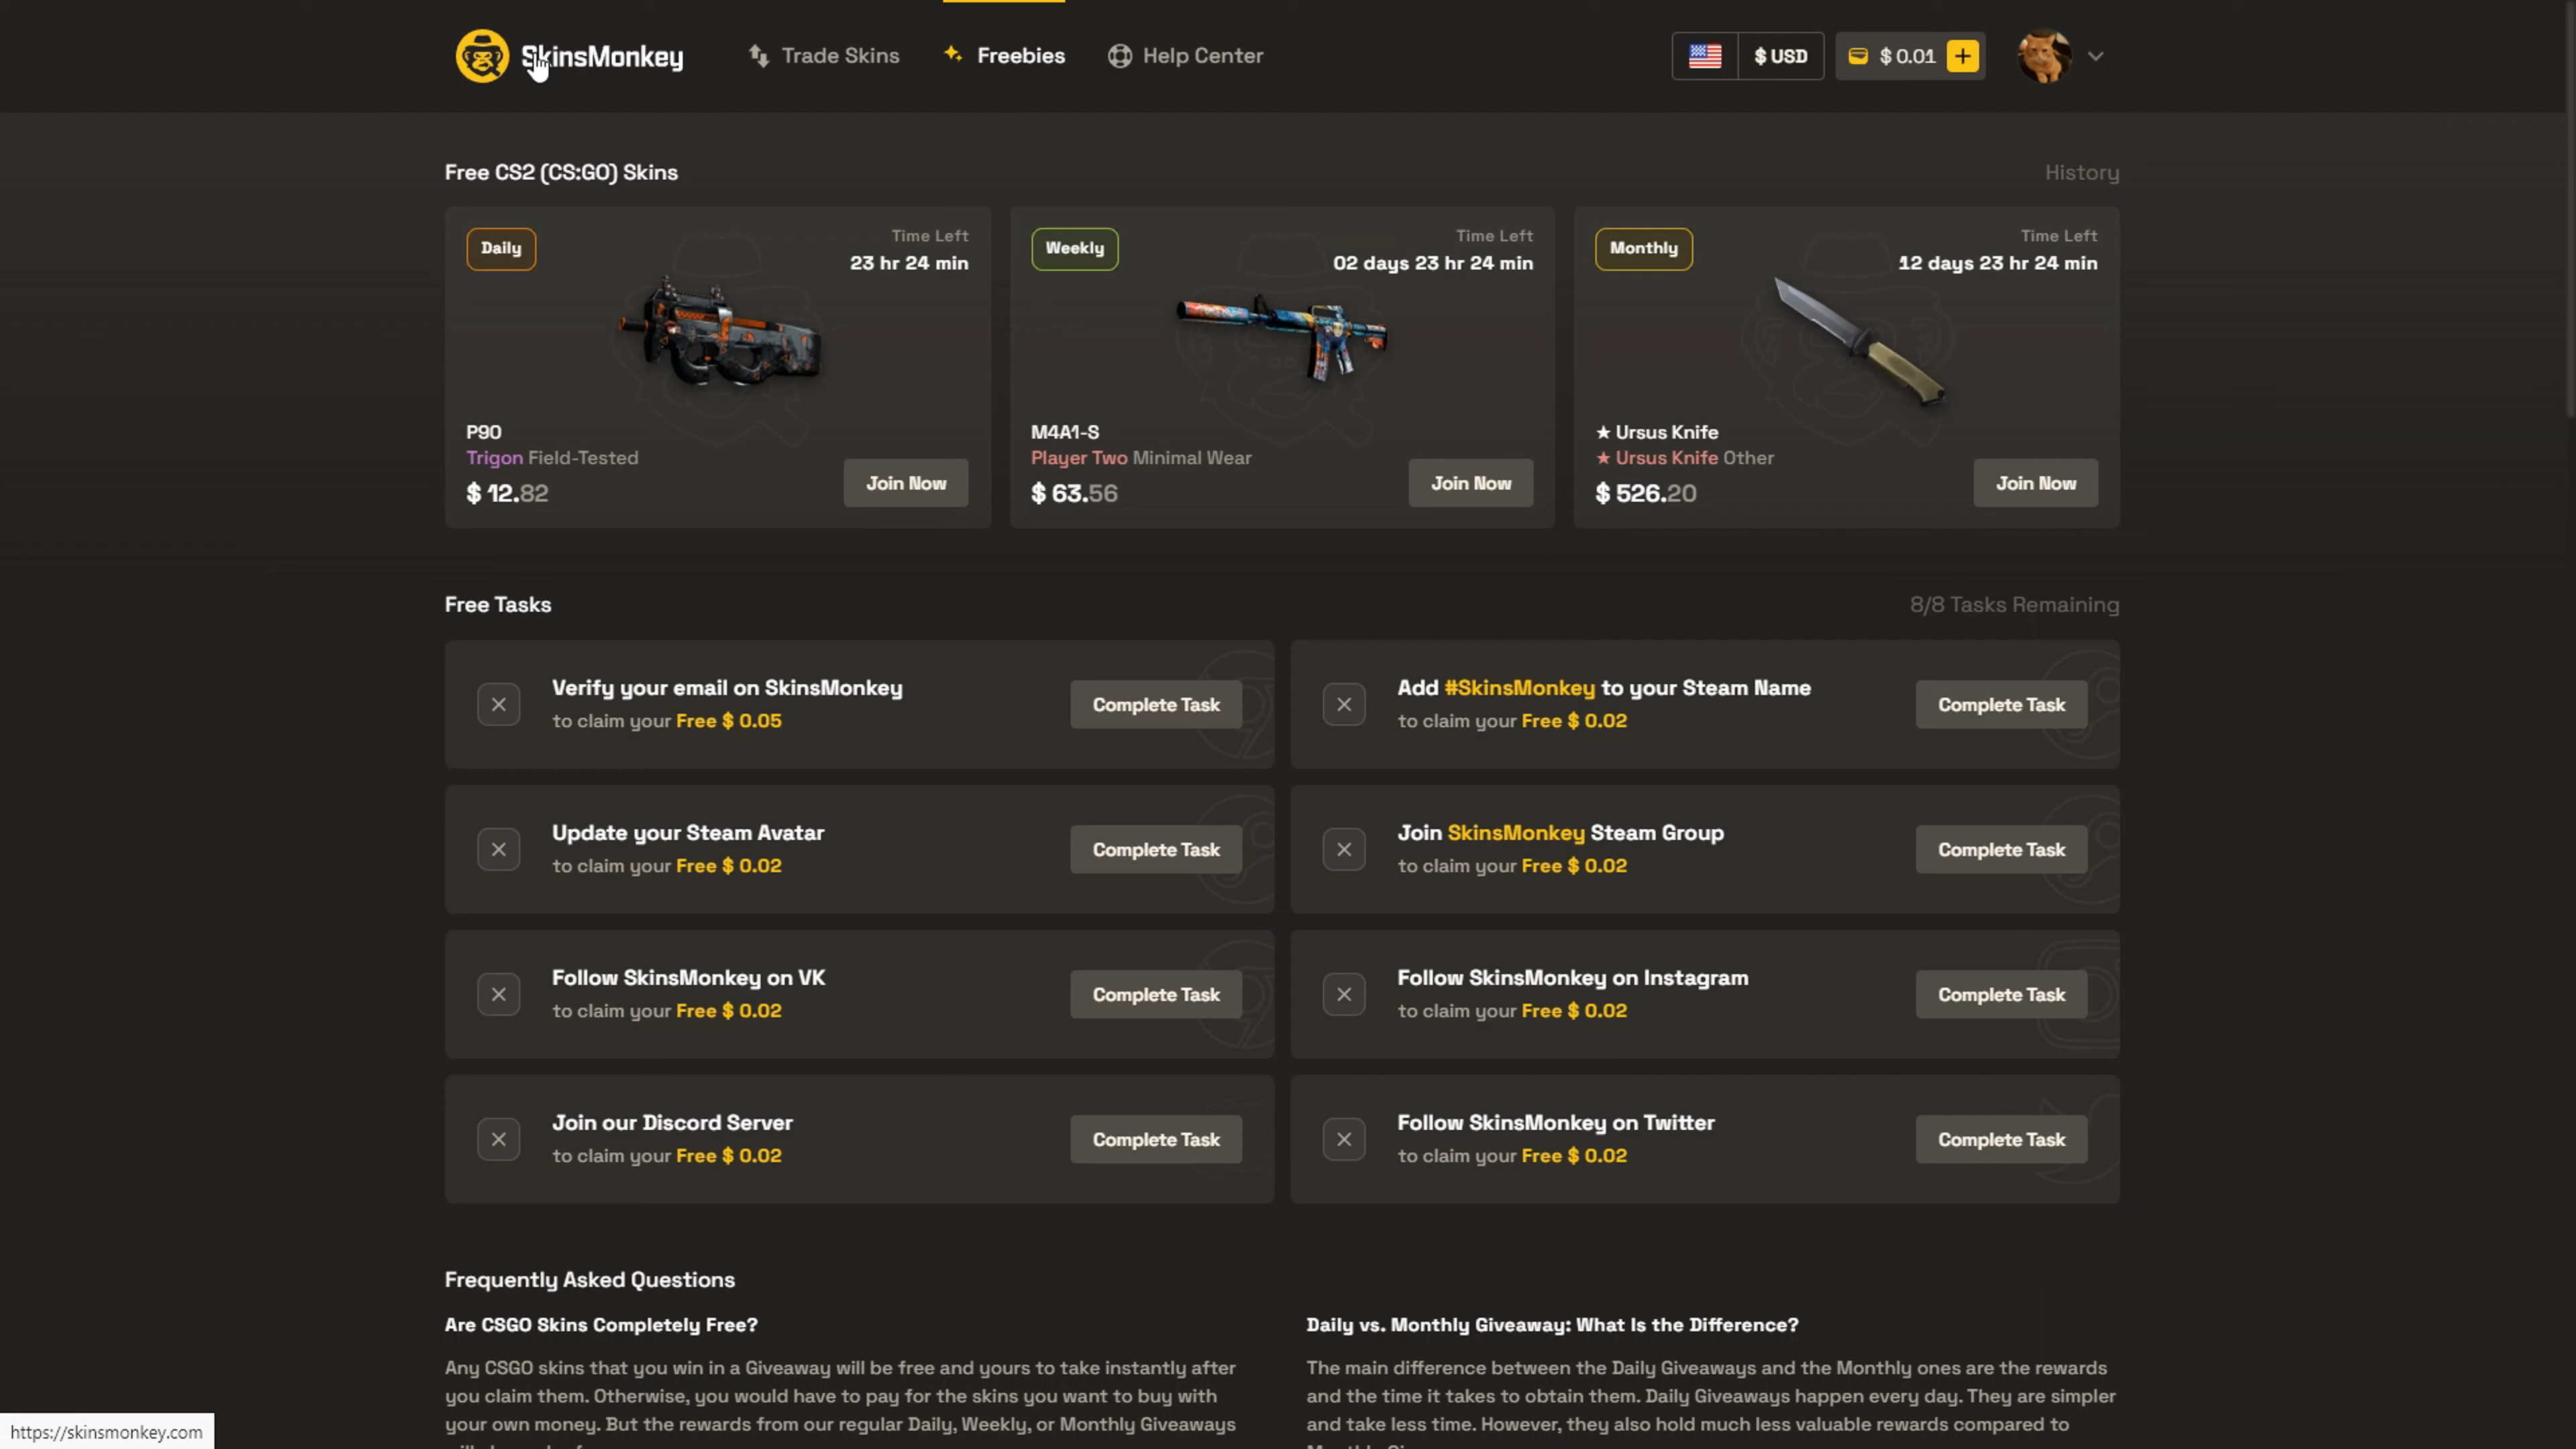 SkinsMonkey
Trade Skins
Freebies
Help Center
$ USD
$ 0.01
Free CS2 (CS:GO) Skins
History
Daily
Time Left
23 hr 24 min
P90
Trigon Field-Tested
$ 12.82
Join Now
Weekly
Time Left
02 days 23 hr 24 min
M4A1-S
Player Two Minimal Wear
$ 63.56
Join Now
Monthly
Time Left
12 days 23 hr 24 min
★ Ursus Knife
★ Ursus Knife Other
$ 526.20
Join Now
Free Tasks
8/8 Tasks Remaining
Verify your email on SkinsMonkey
to claim your Free $ 0.05
Complete Task
Add #SkinsMonkey to your Steam Name
to claim your Free $ 0.02
Complete Task
Update your Steam Avatar
to claim your Free $ 0.02
Complete Task
Join SkinsMonkey Steam Group
to claim your Free $ 0.02
Complete Task
Follow SkinsMonkey on VK
to claim your Free $ 0.02
Complete Task
Follow SkinsMonkey on Instagram
to claim your Free $ 0.02
Complete Task
Join our Discord Server
to claim your Free $ 0.02
Complete Task
Follow SkinsMonkey on Twitter
to claim your Free $ 0.02
Complete Task
Frequently Asked Questions
Are CSGO Skins Completely Free?
Any CSGO skins that you win in a Giveaway will be free and yours to take instantly after
you claim them. Otherwise, you would have to pay for the skins you want to buy with
your own money. But the rewards from our regular Daily, Weekly, or Monthly Giveaways
Daily vs. Monthly Giveaway: What Is the Difference?
The main difference between the Daily Giveaways and the Monthly ones are the rewards
and the time it takes to obtain them. Daily Giveaways happen every day. They are simpler
and take less time. However, they also hold much less valuable rewards compared to
https://skinsmonkey.com